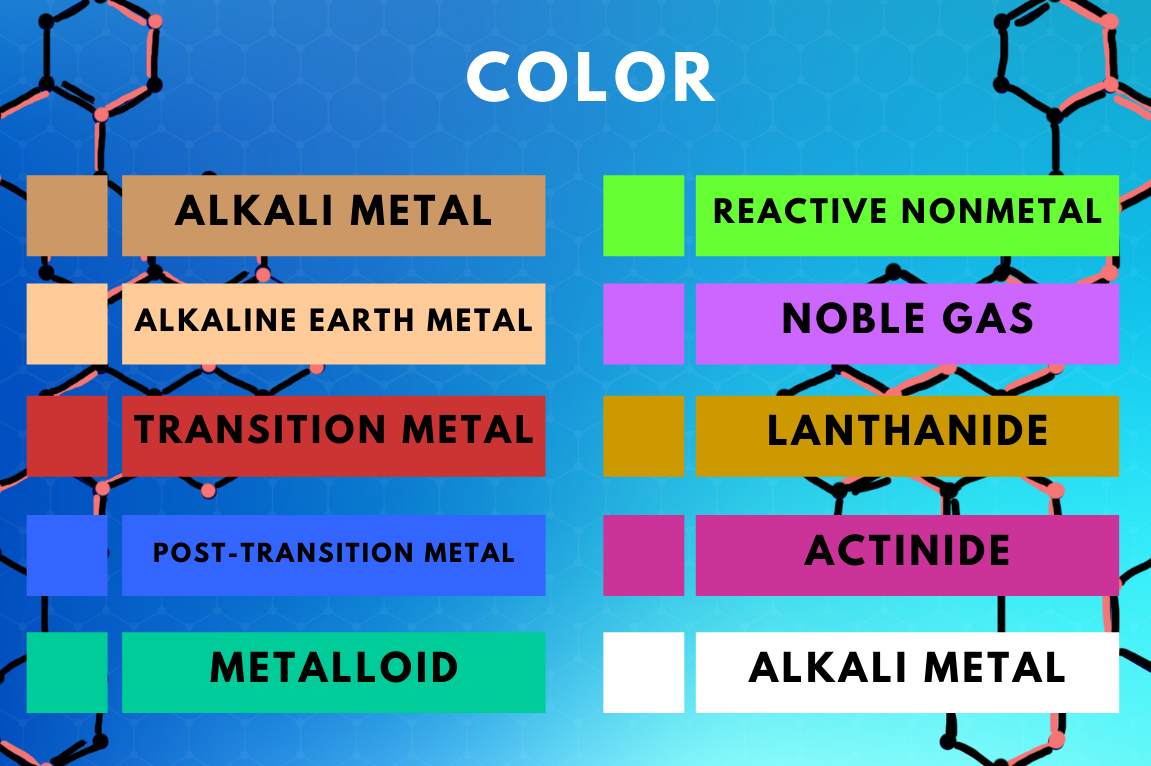 COLOR
ALKALI METAL
ALKALINE EARTH METAL
TRANSITION METAL
POST-TRANSITION METAL
METALLOID
REACTIVE NONMETAL
NOBLE GAS
LANTHANIDE
ACTINIDE
ALKALI METAL